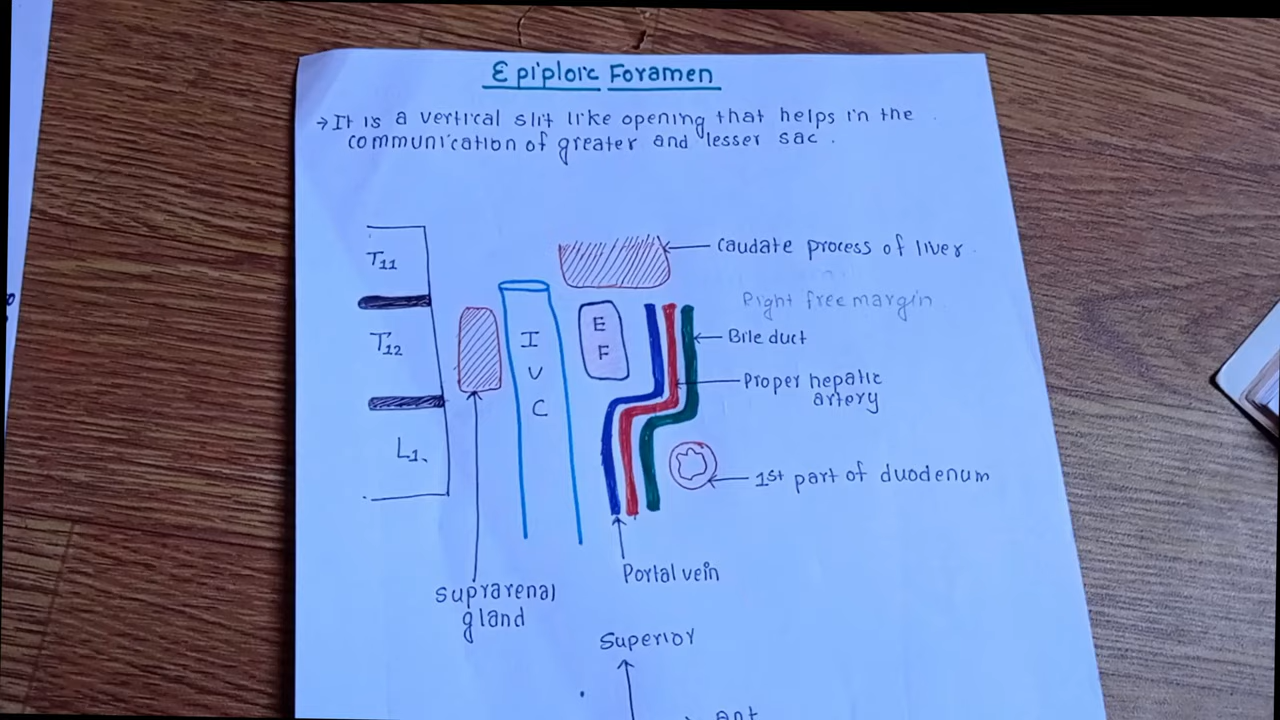 Epiploic Foramen
→ It is a vertical slit like opening that helps in the
communication of greater and lesser sac.
T11
T12
L1
I
V
C
E
F
Caudate process of liver
Right free margin
Bile duct
Proper hepatic
artery
1st part of duodenum
Portal vein
Suprarenal
gland
Superior
ant